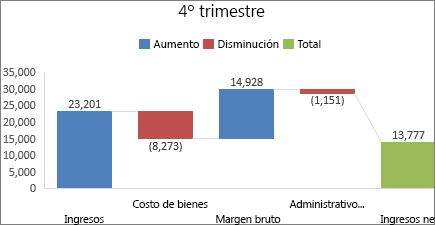 4º trimestre
Aumento Disminución Total
35,000
30,000
25,000
20,000
15,000
10,000
5,000
0
23,201
(8,273)
14,928
(1,151)
13,777
Ingresos
Costo de bienes
Margen bruto
Administrativo...
Ingresos ne